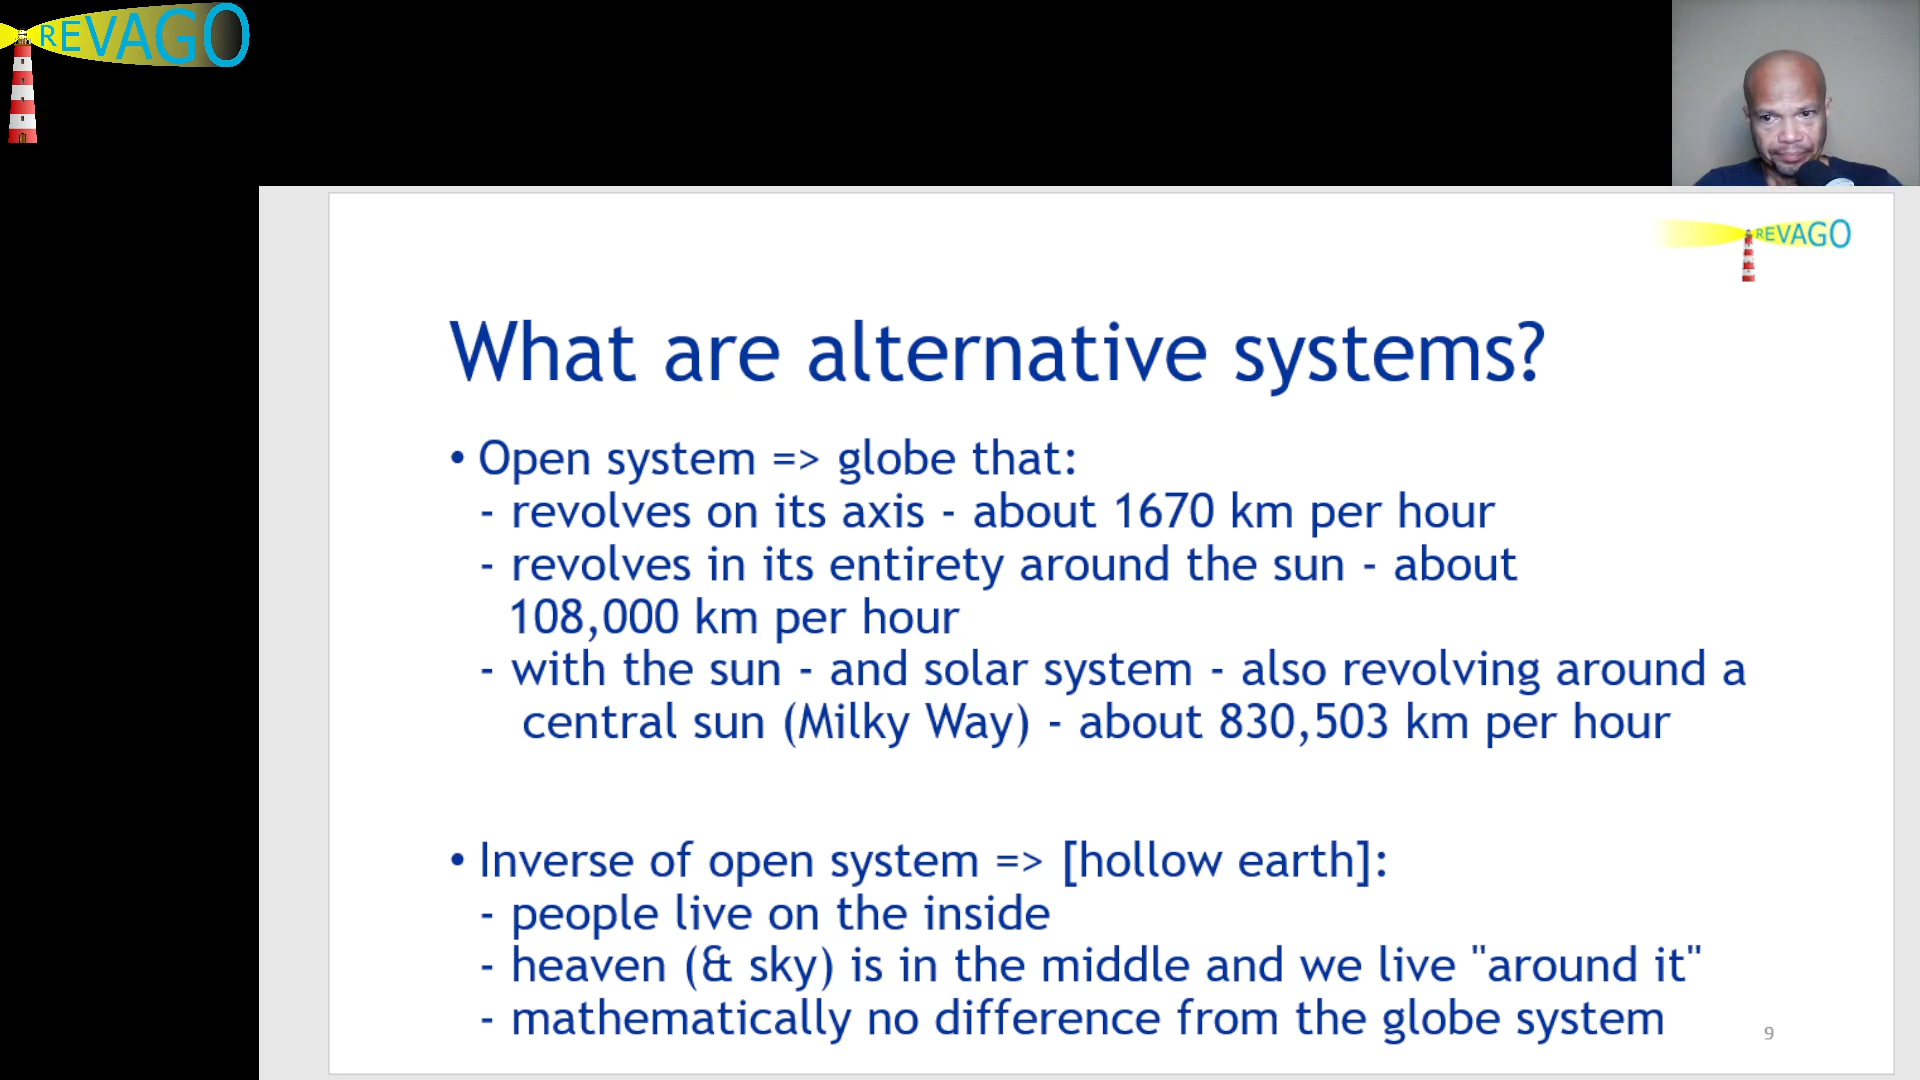 REVAGO
REVAGO
What are alternative systems?
• Open system => globe that:
- revolves on its axis - about 1670 km per hour
- revolves in its entirety around the sun - about
108,000 km per hour
- with the sun - and solar system - also revolving around a
central sun (Milky Way) - about 830,503 km per hour
• Inverse of open system => [hollow earth]:
- people live on the inside
- heaven (& sky) is in the middle and we live "around it"
- mathematically no difference from the globe system
9